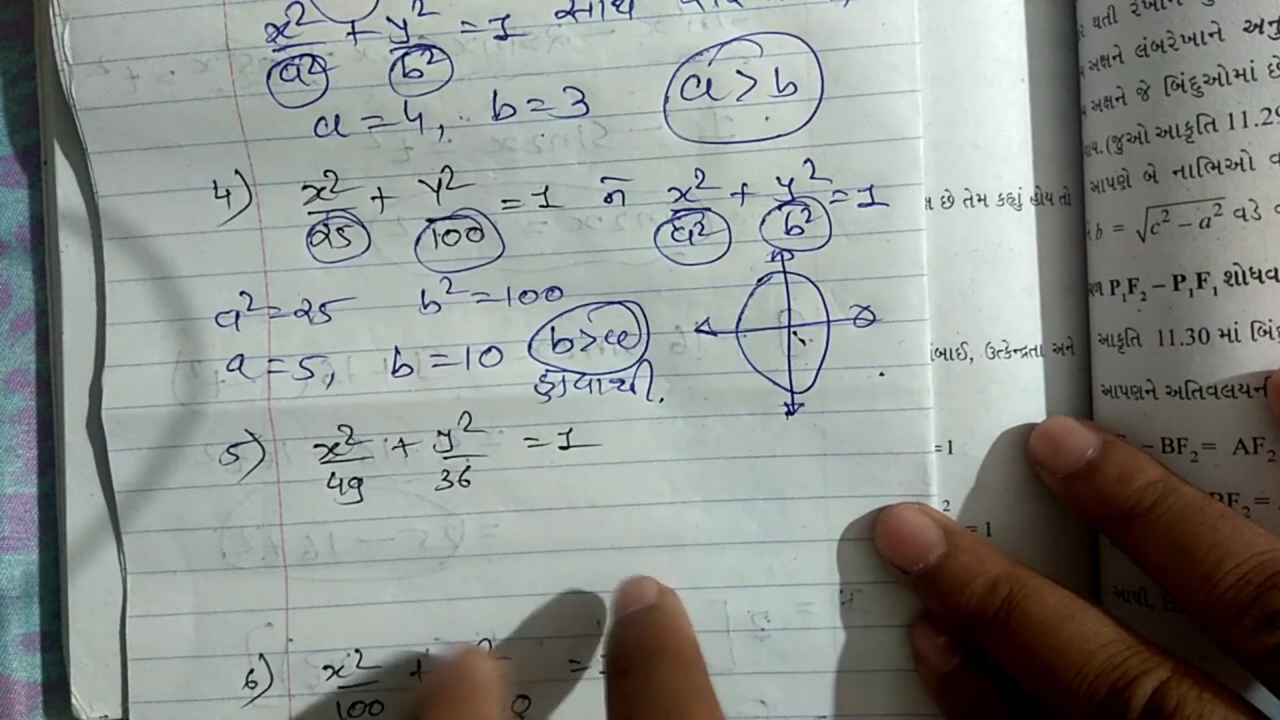 x²/a² + y²/b² = 1 સાથે
a = 4, b = 3 a > b
4) x²/25 + y²/100 = 1 ને x²/a² + y²/b² = 1
a² = 25 b² = 100
a = 5, b = 10 b > a
હોવાથી.
5) x²/49 + y²/36 = 1
6) x²/100 +
છે તેમ કહ્યું હોય તો
ઉત્કેન્દ્રતા અને
= 1
2
= 1
થતી
અક્ષને લંબરેખાને
અક્ષને જે બિંદુઓમાં
(જુઓ આકૃતિ 11.29
આપણે બે નાભિઓ
b = √(c² − a²) વડે
P₁F₂ − P₁F₁ શોધવા
આકૃતિ 11.30 માં
આપણને અતિવલયની
− BF₂ = AF₂